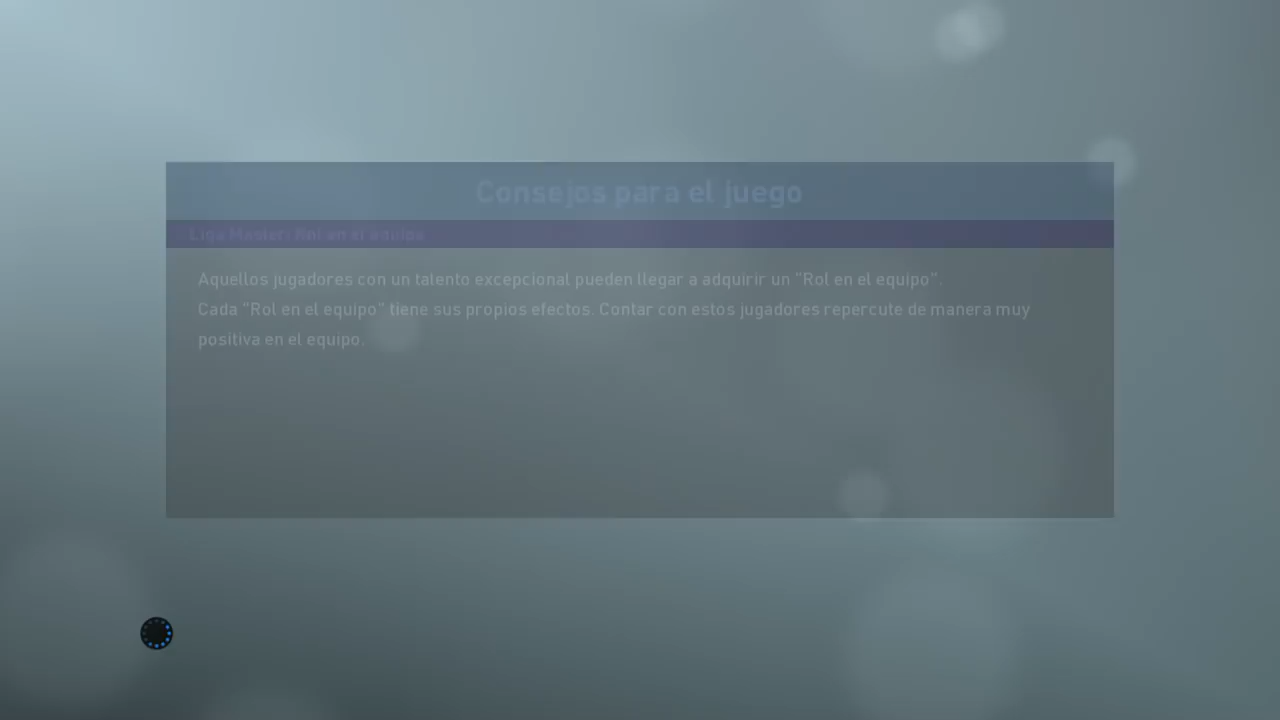 Consejos para el juego
Liga Master: Rol en el equipo
Aquellos jugadores con un talento excepcional pueden llegar a adquirir un "Rol en el equipo".
Cada "Rol en el equipo" tiene sus propios efectos. Contar con estos jugadores repercute de manera muy
positiva en el equipo.